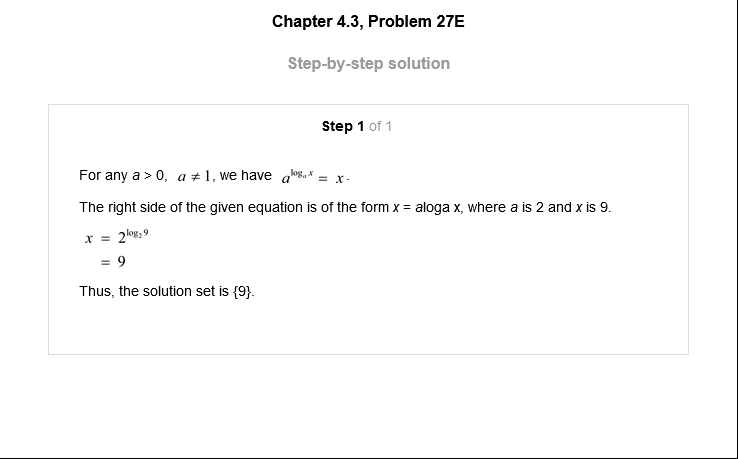 Chapter 4.3, Problem 27E
Step-by-step solution
Step 1 of 1
For any a > 0, a ≠ 1, we have a^{log_a x} = x.
The right side of the given equation is of the form x = aloga x, where a is 2 and x is 9.
x = 2^{log_2 9}
= 9
Thus, the solution set is {9}.